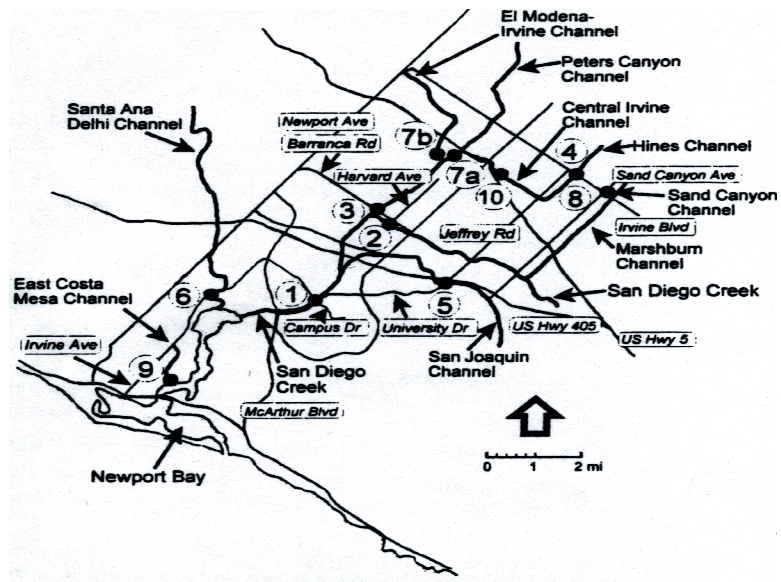 El Modena-
Irvine Channel
Peters Canyon
Channel
Santa Ana
Delhi Channel
Newport Ave
Barranca Rd
Central Irvine
Channel
7b
Harvard Ave
7a
4
Hines Channel
10
Sand Canyon Ave
8
Sand Canyon
Channel
3
2
Jeffrey Rd
Irvine Blvd
Marshburn
Channel
East Costa
Mesa Channel
6
1
5
San Diego Creek
Campus Dr
University Dr
US Hwy 405
US Hwy 5
Irvine Ave
San Diego
Creek
San Joaquin
Channel
9
McArthur Blvd
Newport Bay
0 1 2 mi